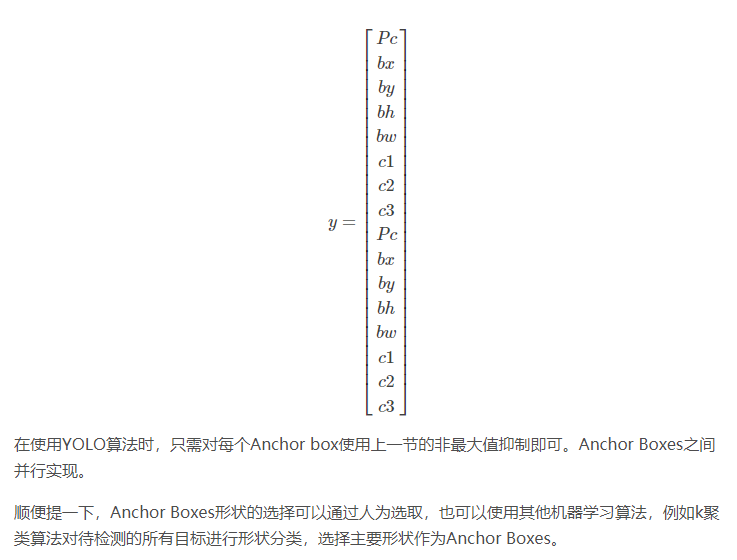 Pc
bx
by
bh
bw
c1
c2
c3
y =
Pc
bx
by
bh
bw
c1
c2
c3
在使用YOLO算法时，只需对每个Anchor box使用上一节的非最大值抑制即可。Anchor Boxes之间
并行实现。
顺便提一下，Anchor Boxes形状的选择可以通过人为选取，也可以使用其他机器学习算法，例如k聚
类算法对待检测的所有目标进行形状分类，选择主要形状作为Anchor Boxes。